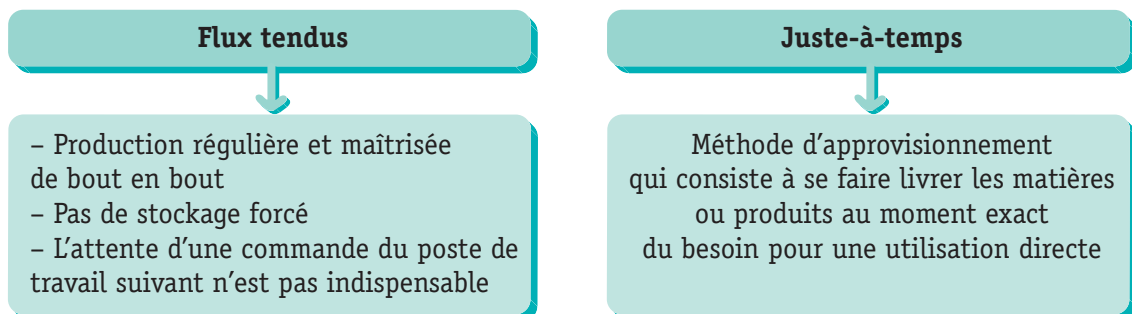 Flux tendus
– Production régulière et maîtrisée
de bout en bout
– Pas de stockage forcé
– L’attente d’une commande du poste de
travail suivant n’est pas indispensable
Juste-à-temps
Méthode d’approvisionnement
qui consiste à se faire livrer les matières
ou produits au moment exact
du besoin pour une utilisation directe